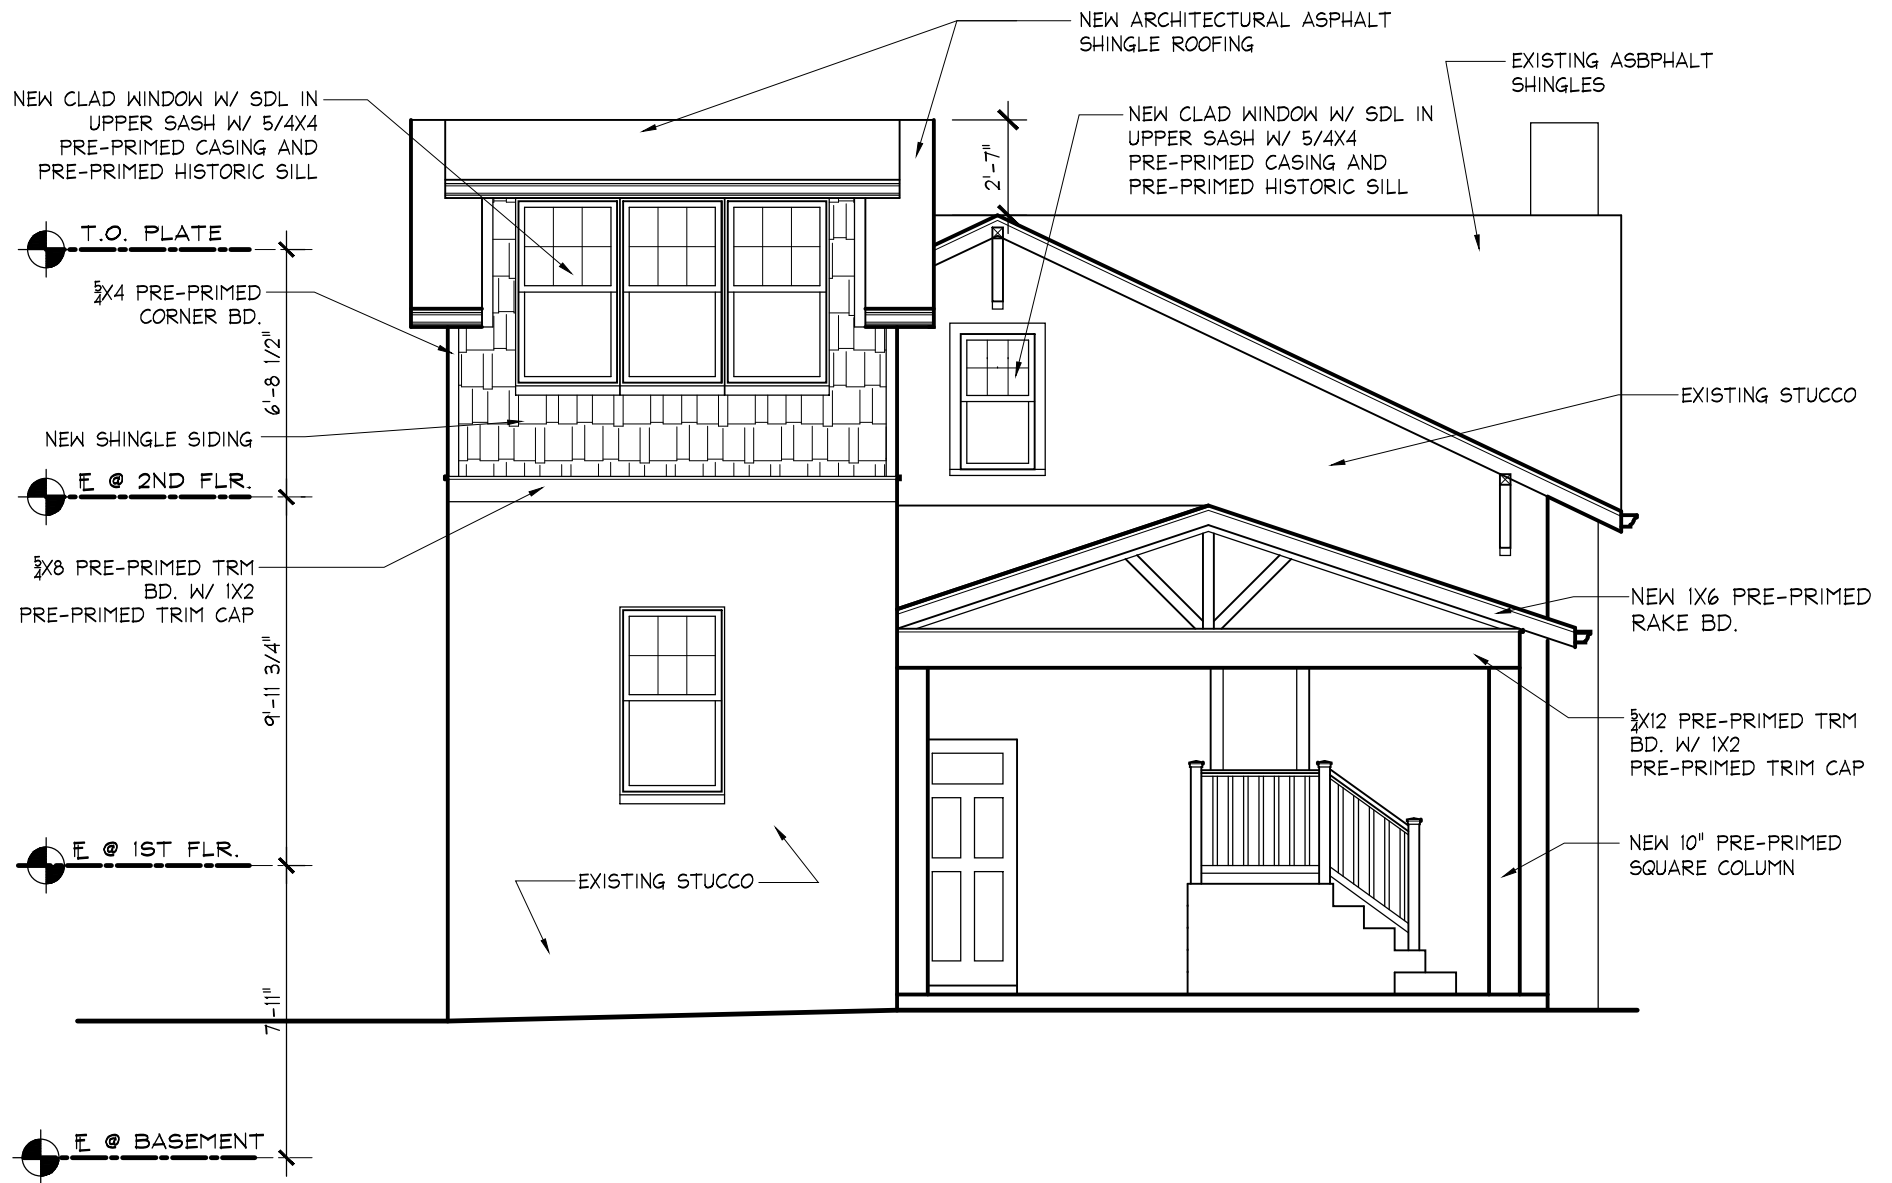 NEW ARCHITECTURAL ASPHALT
SHINGLE ROOFING
EXISTING ASBPHALT
SHINGLES
NEW CLAD WINDOW W/ SDL IN
UPPER SASH W/ 5/4X4
PRE-PRIMED CASING AND
PRE-PRIMED HISTORIC SILL
NEW CLAD WINDOW W/ SDL IN
UPPER SASH W/ 5/4X4
PRE-PRIMED CASING AND
PRE-PRIMED HISTORIC SILL
2'-7"
T.O. PLATE
5/4X4 PRE-PRIMED
CORNER BD.
6'-8 1/2"
EXISTING STUCCO
NEW SHINGLE SIDING
FL @ 2ND FLR.
5/4X8 PRE-PRIMED TRM
BD. W/ 1X2
PRE-PRIMED TRIM CAP
NEW 1X6 PRE-PRIMED
RAKE BD.
9'-11 3/4"
5/4X12 PRE-PRIMED TRM
BD. W/ 1X2
PRE-PRIMED TRIM CAP
FL @ 1ST FLR.
NEW 10" PRE-PRIMED
SQUARE COLUMN
EXISTING STUCCO
7'-11"
FL @ BASEMENT